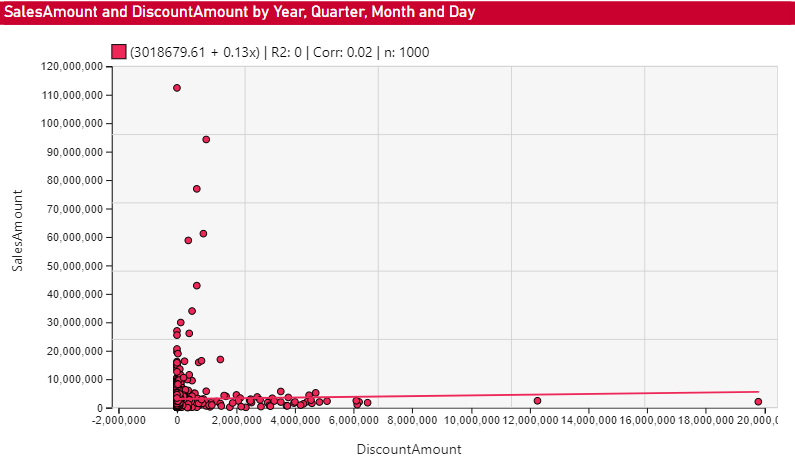 SalesAmount and DiscountAmount by Year, Quarter, Month and Day
(3018679.61 + 0.13x) | R2: 0 | Corr: 0.02 | n: 1000
120,000,000
110,000,000
100,000,000
90,000,000
80,000,000
70,000,000
60,000,000
50,000,000
40,000,000
30,000,000
20,000,000
10,000,000
0
SalesAmount
-2,000,000 0 2,000,000 4,000,000 6,000,000 8,000,000 10,000,000 12,000,000 14,000,000 16,000,000 18,000,000 20,000,0
DiscountAmount